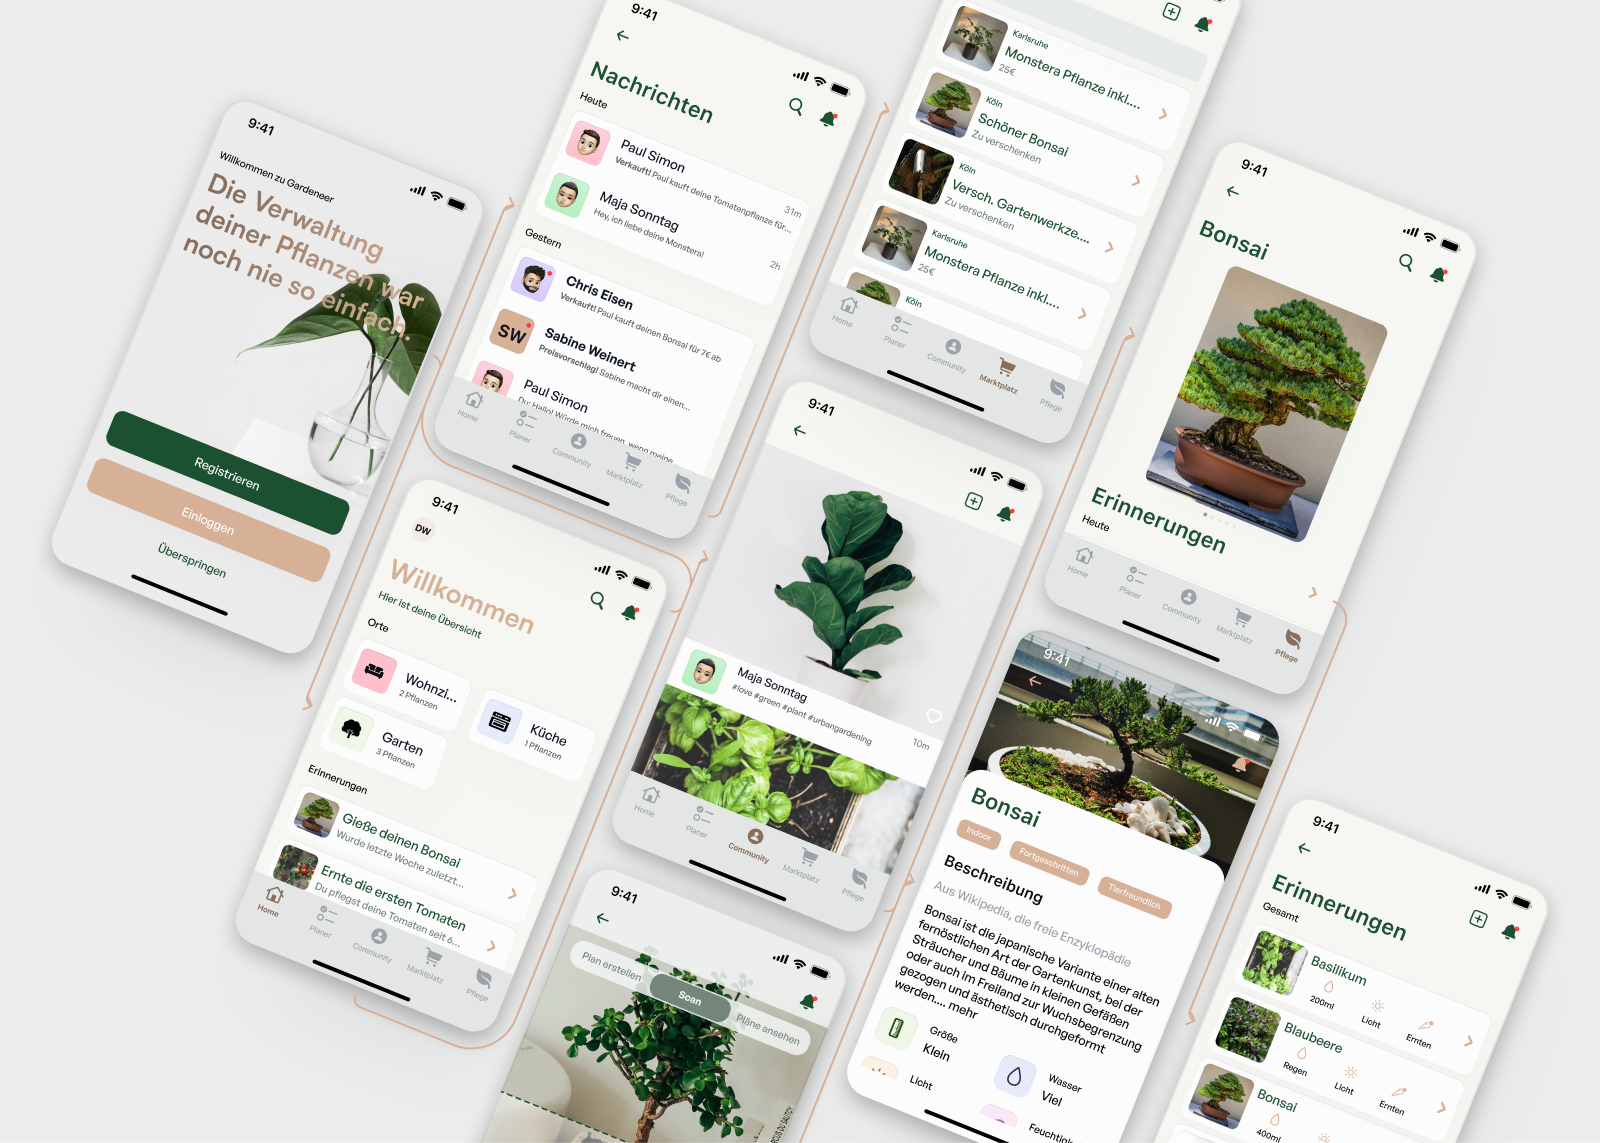 9:41
Willkommen zu Gardeneer
Die Verwaltung
deiner Pflanzen war
noch nie so einfach.
Registrieren
Einloggen
Überspringen
9:41
Nachrichten
Heute
Paul Simon
Verkauft! Paul kauft deine Tomatenpflanze für...
31m
Maja Sonntag
Hey, ich liebe deine Monstera!
2h
Gestern
Chris Eisen
Verkauft! Paul kauft deinen Bonsai für 7€ ab
SW
Sabine Weinert
Preisvorschlag! Sabine macht dir einen...
Paul Simon
Du: Hallo! Würde mich freuen, wenn meine
Home
Planer
Community
Marktplatz
Pflege
9:41
DW
Willkommen
Hier ist deine Übersicht
Orte
Wohnzi...
2 Pflanzen
Küche
1 Pflanzen
Garten
3 Pflanzen
Erinnerungen
Gieße deinen Bonsai
Wurde letzte Woche zuletzt...
Ernte die ersten Tomaten
Du pflegst deine Tomaten seit 6...
Home
Planer
Community
Marktplatz
Pflege
Karlsruhe
Monstera Pflanze inkl....
25€
Köln
Schöner Bonsai
Zu verschenken
Köln
Versch. Gartenwerkze....
Zu verschenken
Karlsruhe
Monstera Pflanze inkl....
25€
Köln
Home
Planer
Community
Marktplatz
Pflege
9:41
Maja Sonntag
#love #green #plant #urbangardening
10m
Home
Planer
Community
Marktplatz
Pflege
9:41
Plan erstellen
Scan
Pläne ansehen
9:41
Bonsai
Erinnerungen
Heute
Home
Planer
Community
Marktplatz
Pflege
9:41
Bonsai
Indoor
Fortgeschritten
Tierfreundlich
Beschreibung
Aus Wikipedia, die freie Enzyklopädie
Bonsai ist die japanische Variante einer alten
fernöstlichen Art der Gartenkunst, bei der
Sträucher und Bäume in kleinen Gefäßen
oder auch im Freiland zur Wuchsbegrenzung
gezogen und ästhetisch durchgeformt
werden.... mehr
Größe
Klein
Wasser
Viel
Licht
9:41
Erinnerungen
Gesamt
Basilikum
200ml
Licht
Ernten
Blaubeere
Regen
Licht
Ernten
Bonsai
400ml